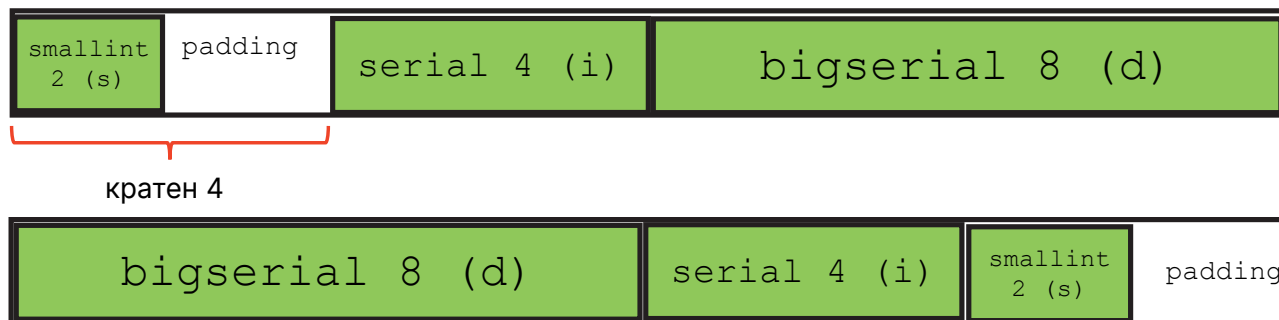 smallint
2 (s)
padding
serial 4 (i)
bigserial 8 (d)
кратен 4
bigserial 8 (d)
serial 4 (i)
smallint
2 (s)
padding